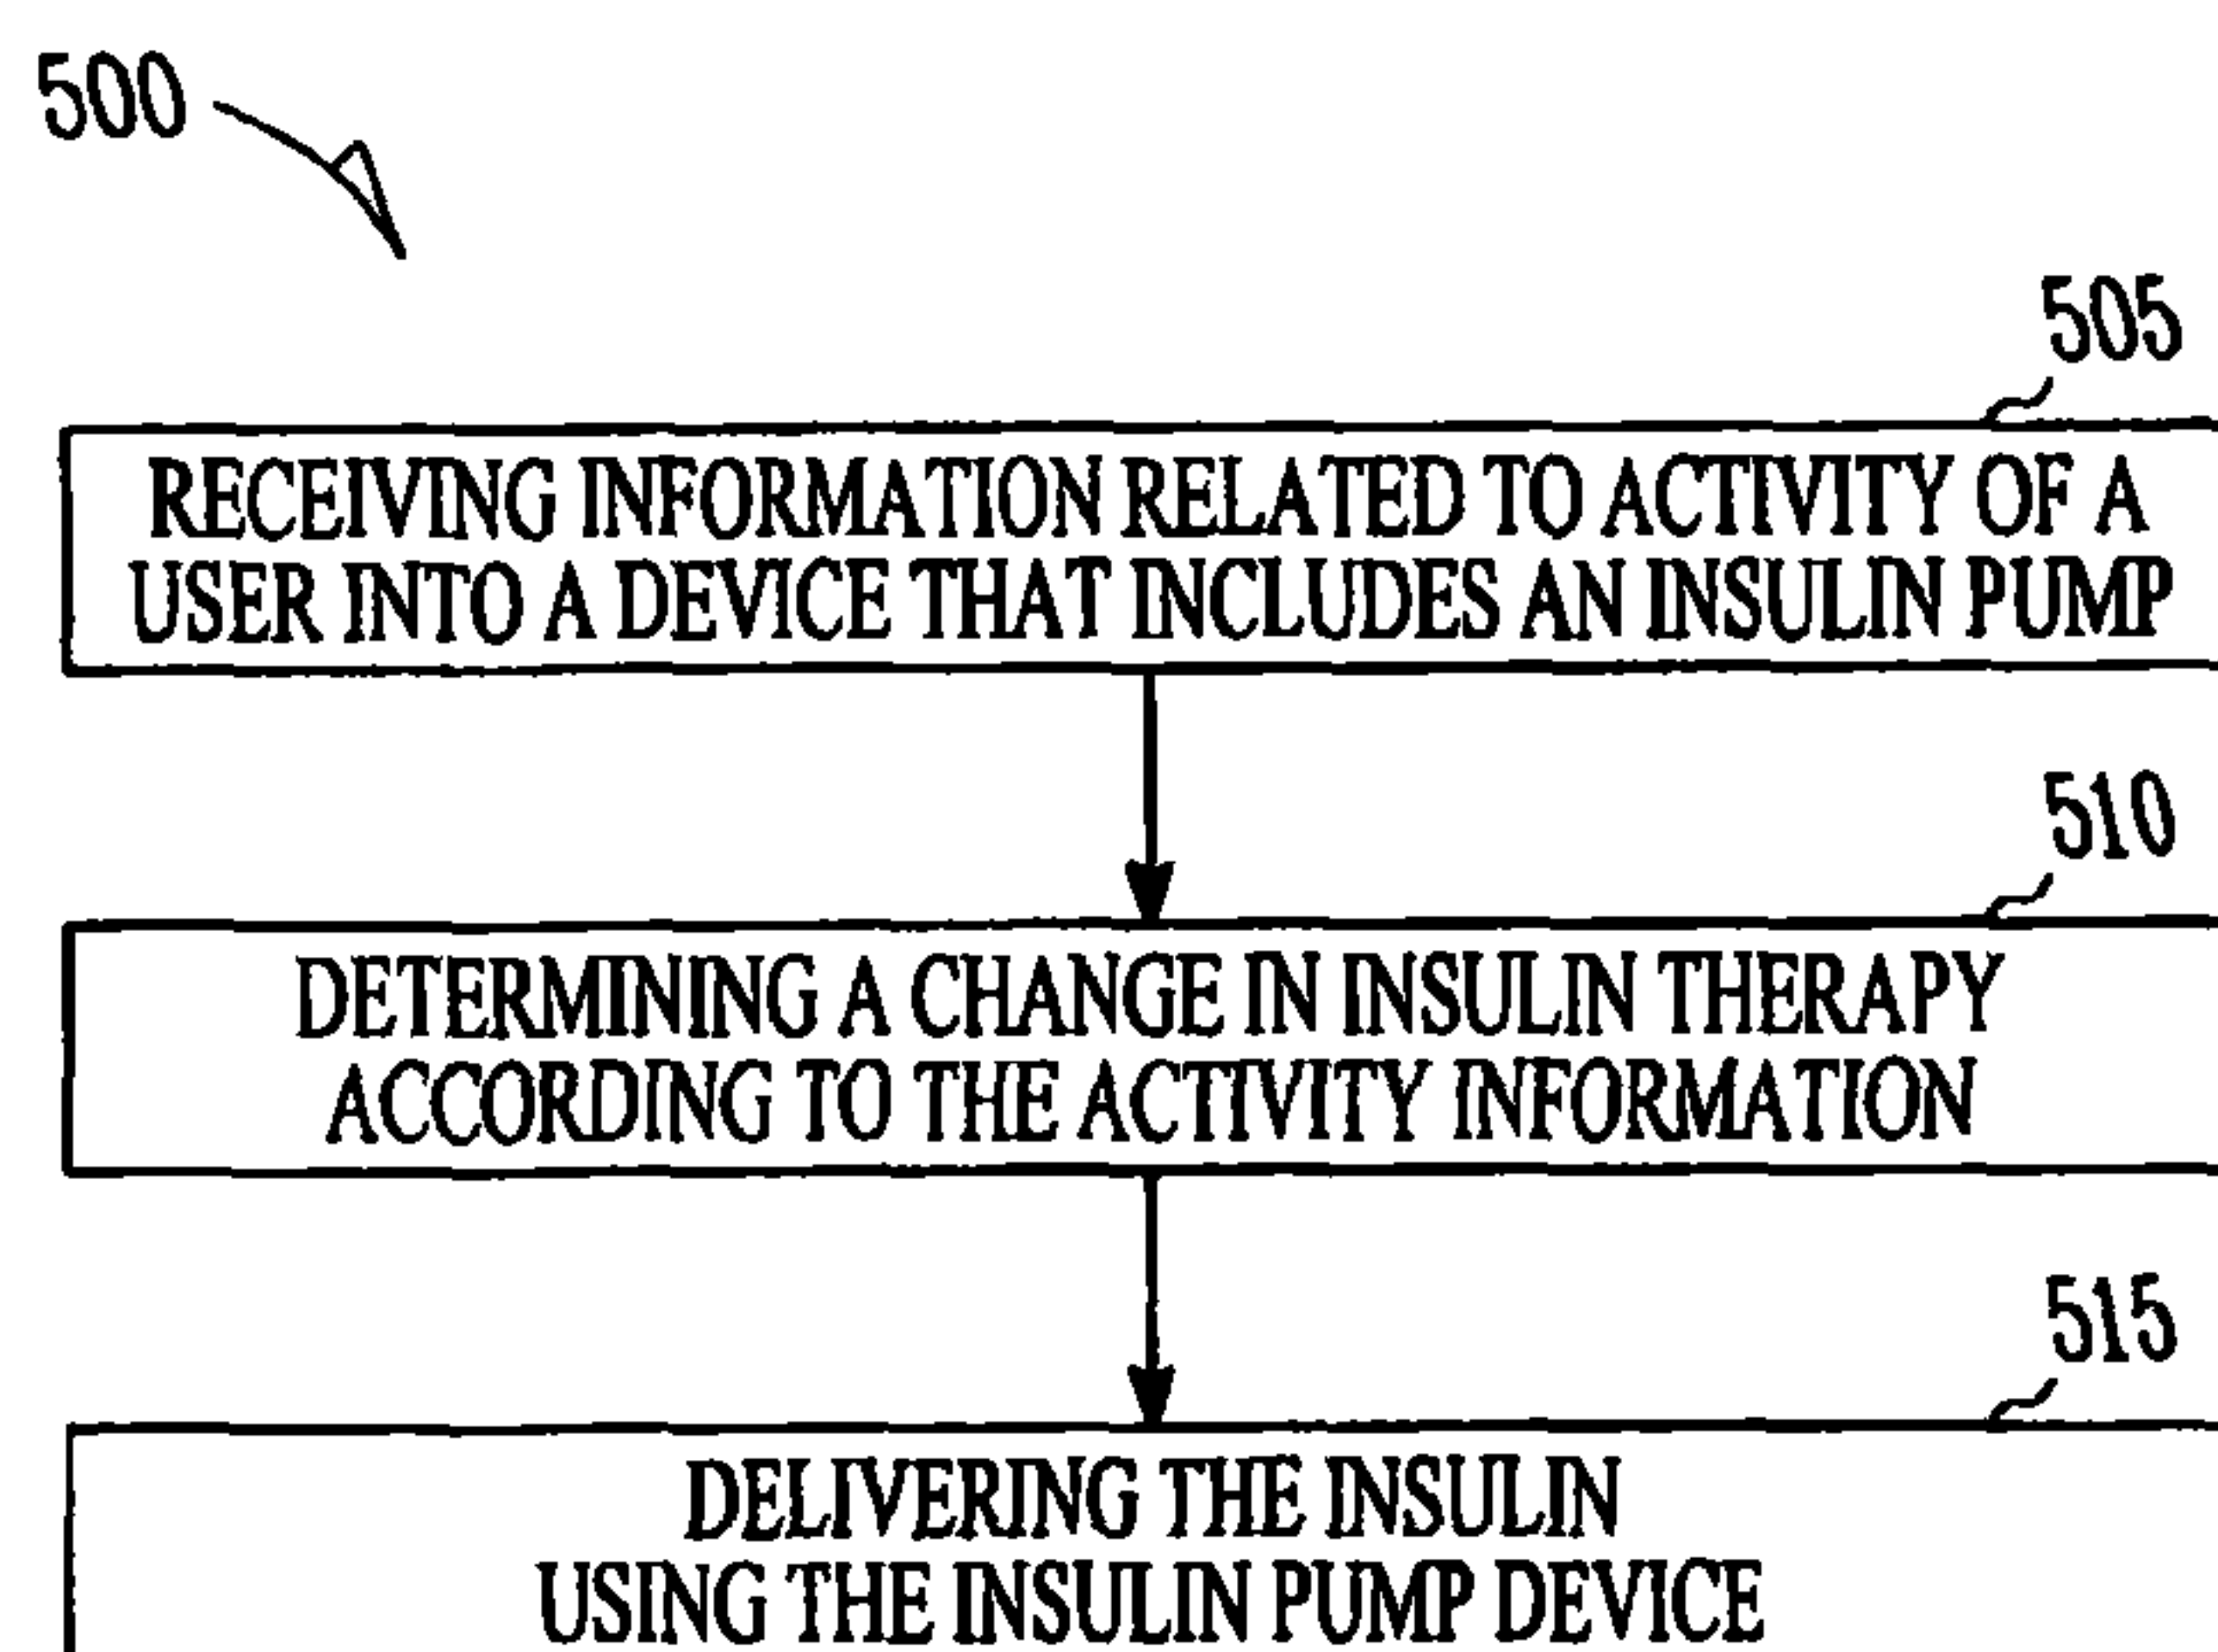 500
505
RECEIVING INFORMATION RELATED TO ACTIVITY OF A
USER INTO A DEVICE THAT INCLUDES AN INSULIN PUMP
510
DETERMINING A CHANGE IN INSULIN THERAPY
ACCORDING TO THE ACTIVITY INFORMATION
515
DELIVERING THE INSULIN
USING THE INSULIN PUMP DEVICE